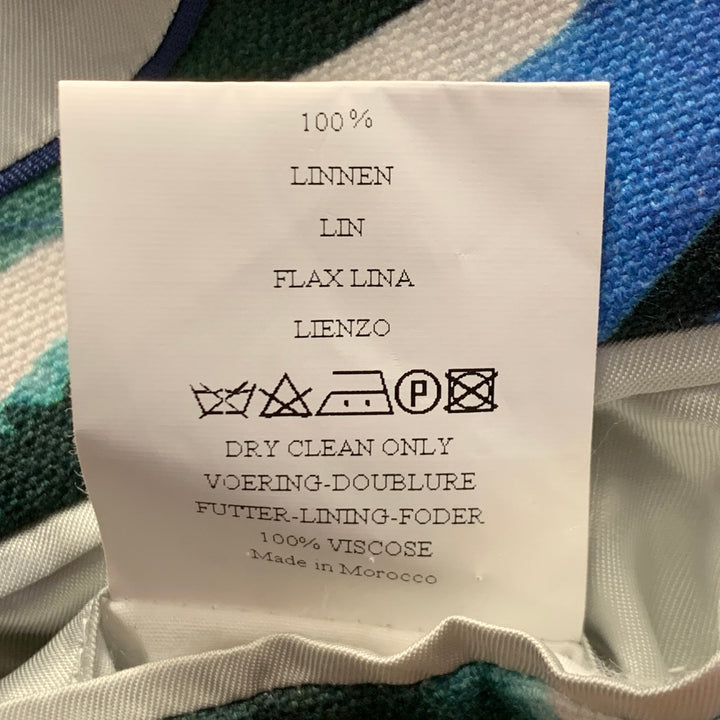 100%
LINNEN
LIN
FLAX LINA
LIENZO
P
DRY CLEAN ONLY
VOERING-DOUBLURE
FUTTER-LINING-FODER
100% VISCOSE
Made in Morocco